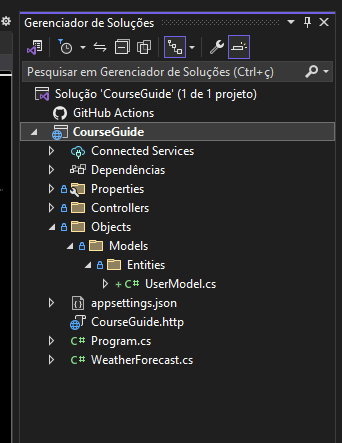 Gerenciador de Soluções
Pesquisar em Gerenciador de Soluções (Ctrl+ç)
Solução 'CourseGuide' (1 de 1 projeto)
GitHub Actions
CourseGuide
Connected Services
Dependências
Properties
Controllers
Objects
Models
Entities
+ C# UserModel.cs
appsettings.json
CourseGuide.http
C# Program.cs
C# WeatherForecast.cs